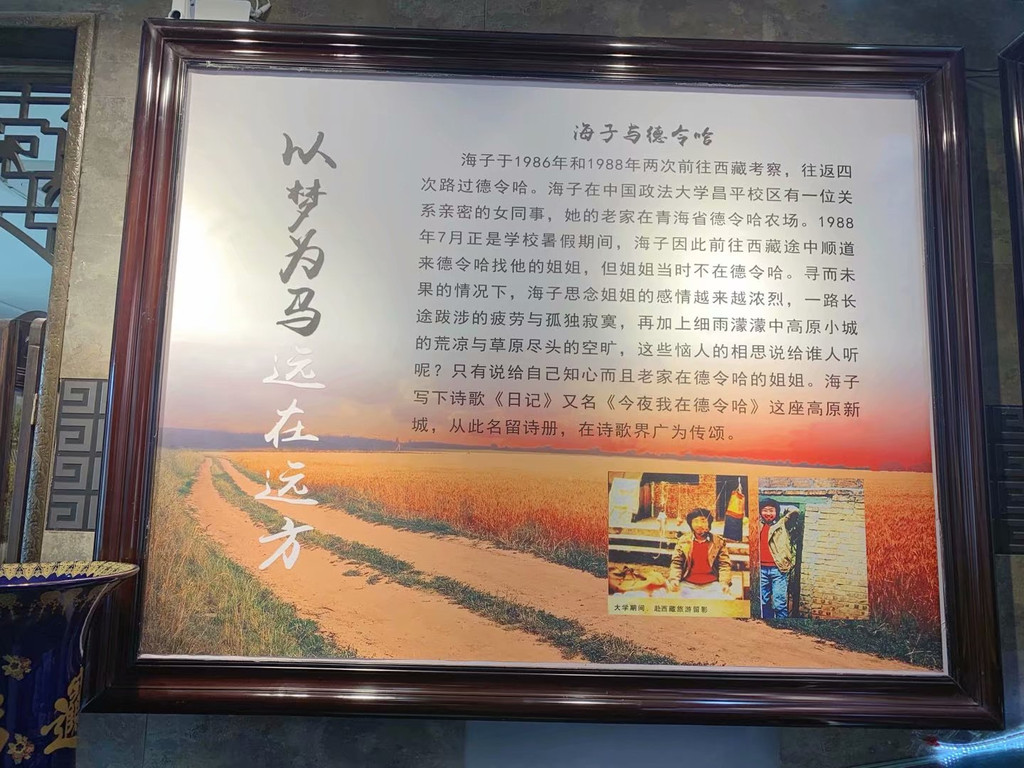 以梦为马远在远方
海子与德令哈
海子于1986年和1988年两次前往西藏考察，往返四
次路过德令哈。海子在中国政法大学昌平校区有一位关
系亲密的女同事，她的老家在青海省德令哈农场。1988
年7月正是学校暑假期间，海子因此前往西藏途中顺道
来德令哈找他的姐姐，但姐姐当时不在德令哈。寻而未
果的情况下，海子思念姐姐的感情越来越浓烈，一路长
途跋涉的疲劳与孤独寂寞，再加上细雨濛濛中高原小城
的荒凉与草原尽头的空旷，这些恼人的相思说给谁人听
呢？只有说给自己知心而且老家在德令哈的姐姐。海子
写下诗歌《日记》又名《今夜我在德令哈》这座高原新
城，从此名留诗册，在诗歌界广为传颂。
大学期间，赴西藏旅游留影